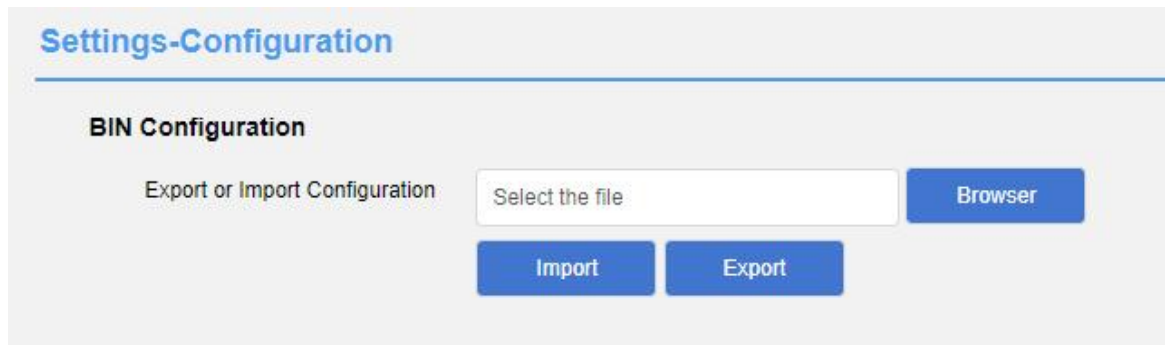 Settings-Configuration
BIN Configuration
Export or Import Configuration Select the file Browser
Import Export